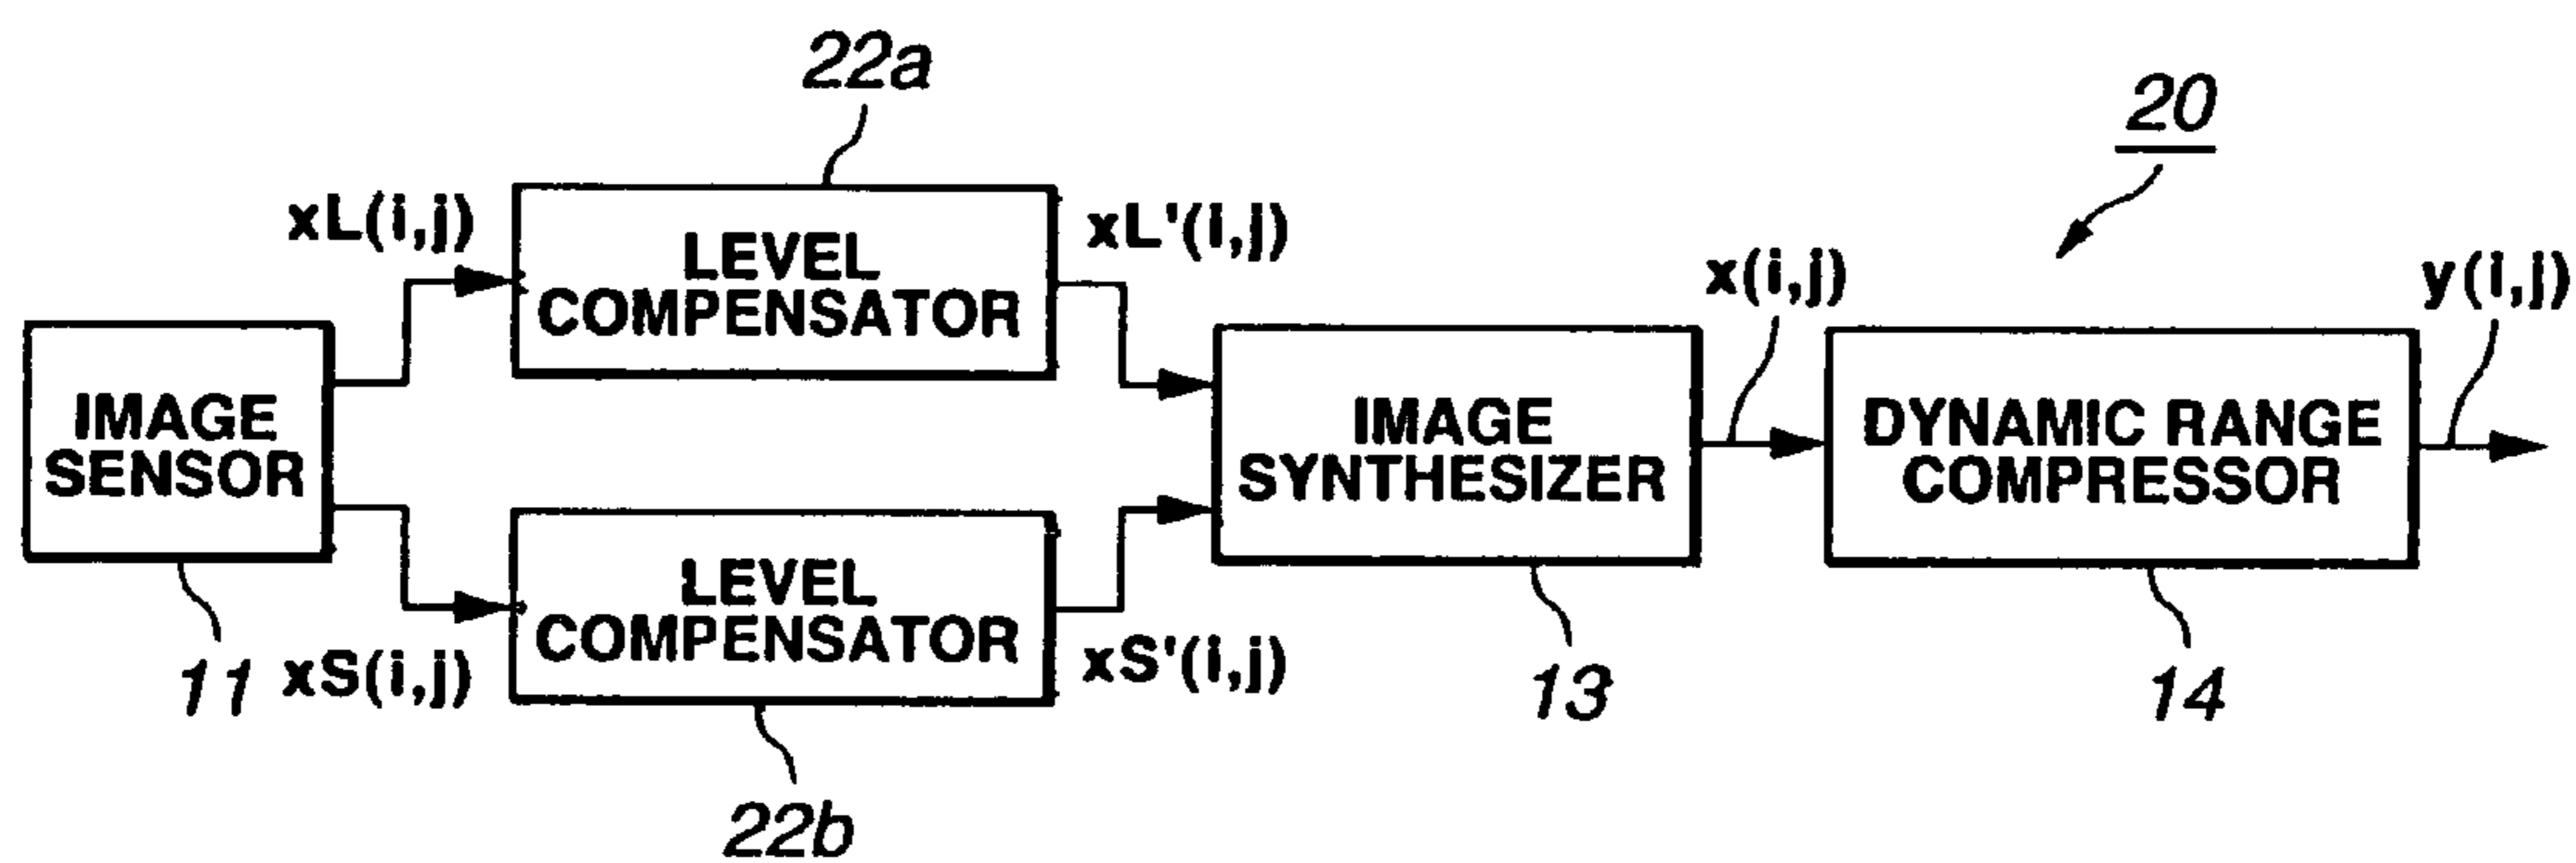 22a
20
xL(i,j)
LEVEL
COMPENSATOR
xL'(i,j)
x(i,j)
y(i,j)
IMAGE
SENSOR
IMAGE
SYNTHESIZER
DYNAMIC RANGE
COMPRESSOR
11
xS(i,j)
LEVEL
COMPENSATOR
xS'(i,j)
13
14
22b